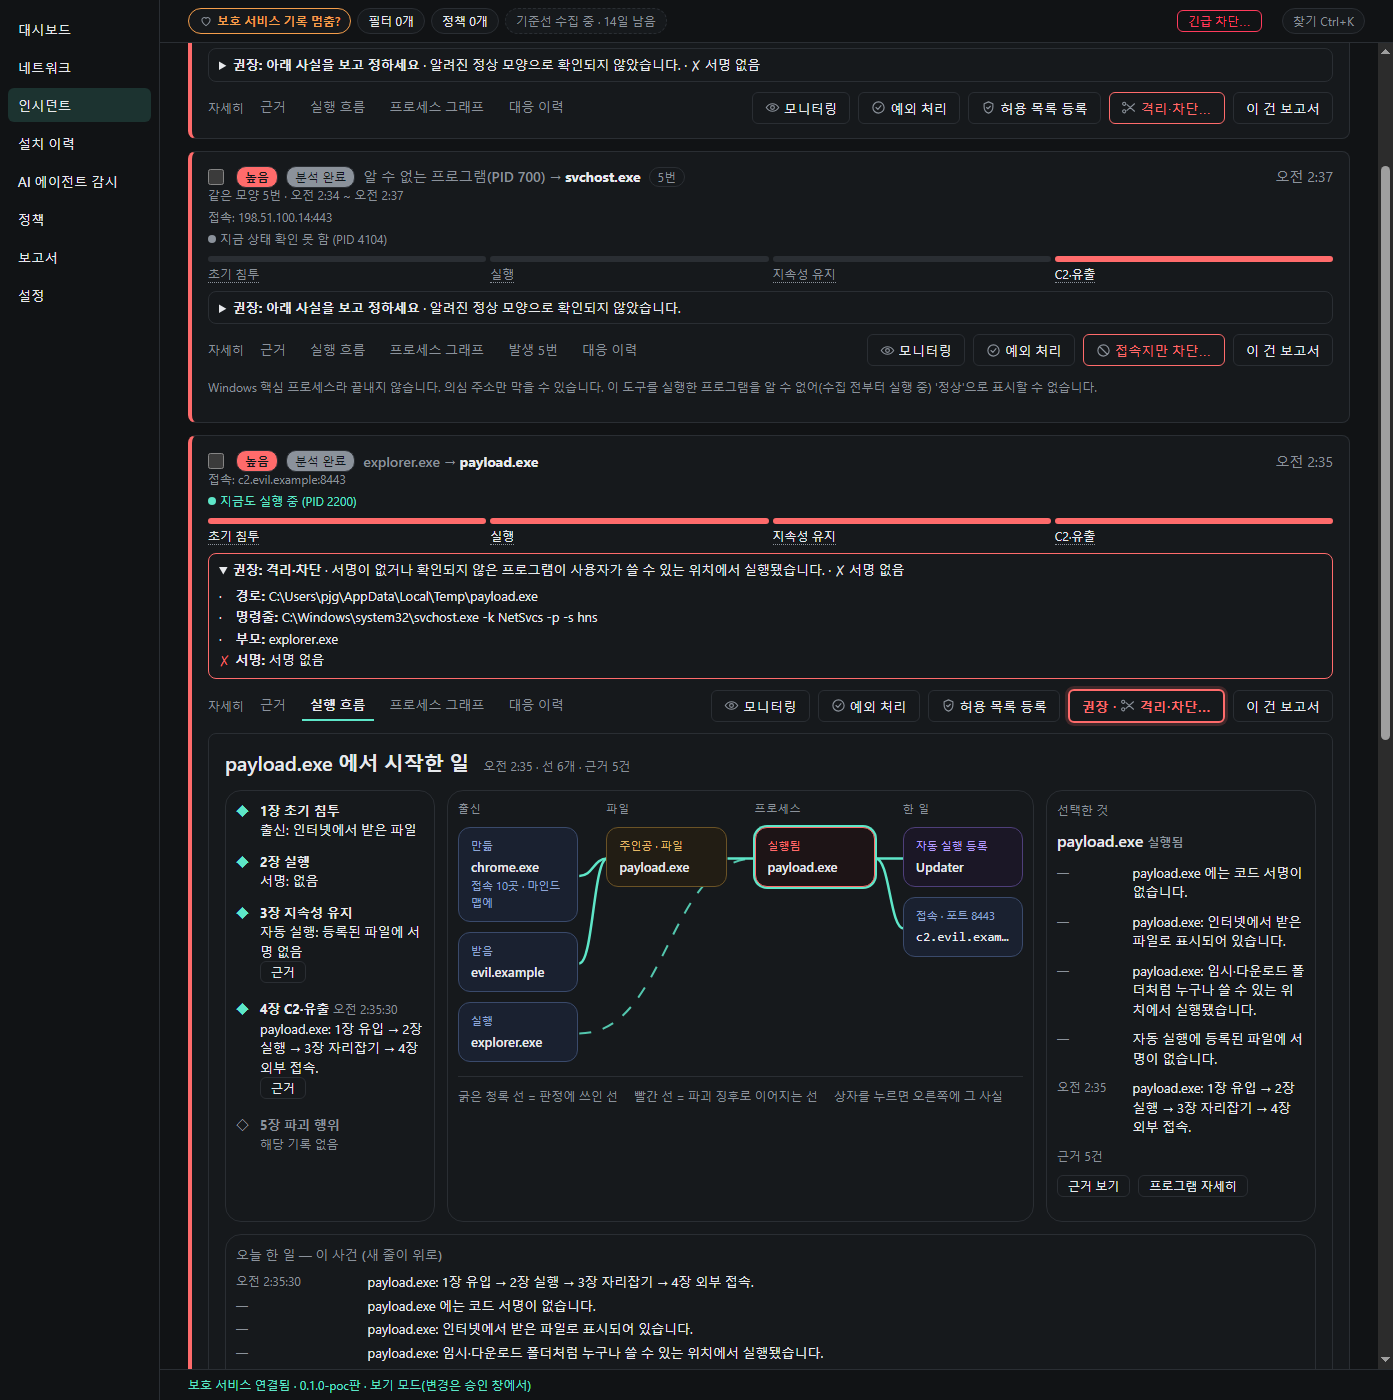 대시보드
네트워크
인시던트
설치 이력
AI 에이전트 감시
정책
보고서
설정
보호 서비스 기록 멈춤?
필터 0개
정책 0개
기준선 수집 중 · 14일 남음
긴급 차단…
찾기 Ctrl+K
▶ 권장: 아래 사실을 보고 정하세요 · 알려진 정상 모양으로 확인되지 않았습니다. · ✗ 서명 없음
자세히 근거 실행 흐름 프로세스 그래프 대응 이력
모니터링
예외 처리
허용 목록 등록
격리·차단…
이 건 보고서
높음 분석 완료 알 수 없는 프로그램(PID 700) → svchost.exe 5번
오전 2:37
같은 모양 5번 · 오전 2:34 ~ 오전 2:37
접속: 198.51.100.14:443
지금 상태 확인 못 함 (PID 4104)
초기 침투 실행 지속성 유지 C2·유출
▶ 권장: 아래 사실을 보고 정하세요 · 알려진 정상 모양으로 확인되지 않았습니다.
자세히 근거 실행 흐름 프로세스 그래프 발생 5번 대응 이력
모니터링
예외 처리
접속지만 차단…
이 건 보고서
Windows 핵심 프로세스라 끝내지 않습니다. 의심 주소만 막을 수 있습니다. 이 도구를 실행한 프로그램을 알 수 없어(수집 전부터 실행 중) '정상'으로 표시할 수 없습니다.
높음 분석 완료 explorer.exe → payload.exe
오전 2:35
접속: c2.evil.example:8443
지금도 실행 중 (PID 2200)
초기 침투 실행 지속성 유지 C2·유출
▼ 권장: 격리·차단 · 서명이 없거나 확인되지 않은 프로그램이 사용자가 쓸 수 있는 위치에서 실행됐습니다. · ✗ 서명 없음
· 경로: C:\Users\pjg\AppData\Local\Temp\payload.exe
· 명령줄: C:\Windows\system32\svchost.exe -k NetSvcs -p -s hns
· 부모: explorer.exe
✗ 서명: 서명 없음
자세히 근거 실행 흐름 프로세스 그래프 대응 이력
모니터링
예외 처리
허용 목록 등록
권장 · 격리·차단…
이 건 보고서
payload.exe 에서 시작한 일 오전 2:35 · 선 6개 · 근거 5건
1장 초기 침투
출신: 인터넷에서 받은 파일
2장 실행
서명: 없음
3장 지속성 유지
자동 실행: 등록된 파일에 서
명 없음
근거
4장 C2·유출 오전 2:35:30
payload.exe: 1장 유입 → 2장
실행 → 3장 자리잡기 → 4장
외부 접속.
근거
5장 파괴 행위
해당 기록 없음
출신 파일 프로세스 한 일
만듦
chrome.exe
접속 10곳 · 마인드
맵에
받음
evil.example
실행
explorer.exe
주인공 · 파일
payload.exe
실행됨
payload.exe
자동 실행 등록
Updater
접속 · 포트 8443
c2.evil.exam…
굵은 청록 선 = 판정에 쓰인 선 빨간 선 = 파괴 징후로 이어지는 선 상자를 누르면 오른쪽에 그 사실
선택한 것
payload.exe 실행됨
— payload.exe 에는 코드 서명이
없습니다.
— payload.exe: 인터넷에서 받은
파일로 표시되어 있습니다.
— payload.exe: 임시·다운로드 폴
더처럼 누구나 쓸 수 있는 위
치에서 실행됐습니다.
— 자동 실행에 등록된 파일에 서
명이 없습니다.
오전 2:35 payload.exe: 1장 유입 → 2장
실행 → 3장 자리잡기 → 4장
외부 접속.
근거 5건
근거 보기
프로그램 자세히
오늘 한 일 — 이 사건 (새 줄이 위로)
오전 2:35:30 payload.exe: 1장 유입 → 2장 실행 → 3장 자리잡기 → 4장 외부 접속.
— payload.exe 에는 코드 서명이 없습니다.
— payload.exe: 인터넷에서 받은 파일로 표시되어 있습니다.
— payload.exe: 임시·다운로드 폴더처럼 누구나 쓸 수 있는 위치에서 실행됐습니다.
보호 서비스 연결됨 · 0.1.0-poc판 · 보기 모드(변경은 승인 창에서)